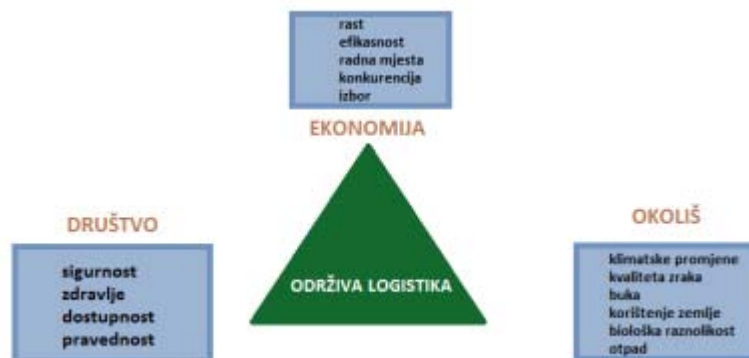 rast
efikasnost
radna mjesta
konkurencija
izbor
EKONOMIJA
DRUŠTVO
sigurnost
zdravlje
dostupnost
pravednost
ODRŽIVA LOGISTIKA
OKOLIŠ
klimatske promjene
kvaliteta zraka
buka
korištenje zemlje
biološka raznolikost
otpad